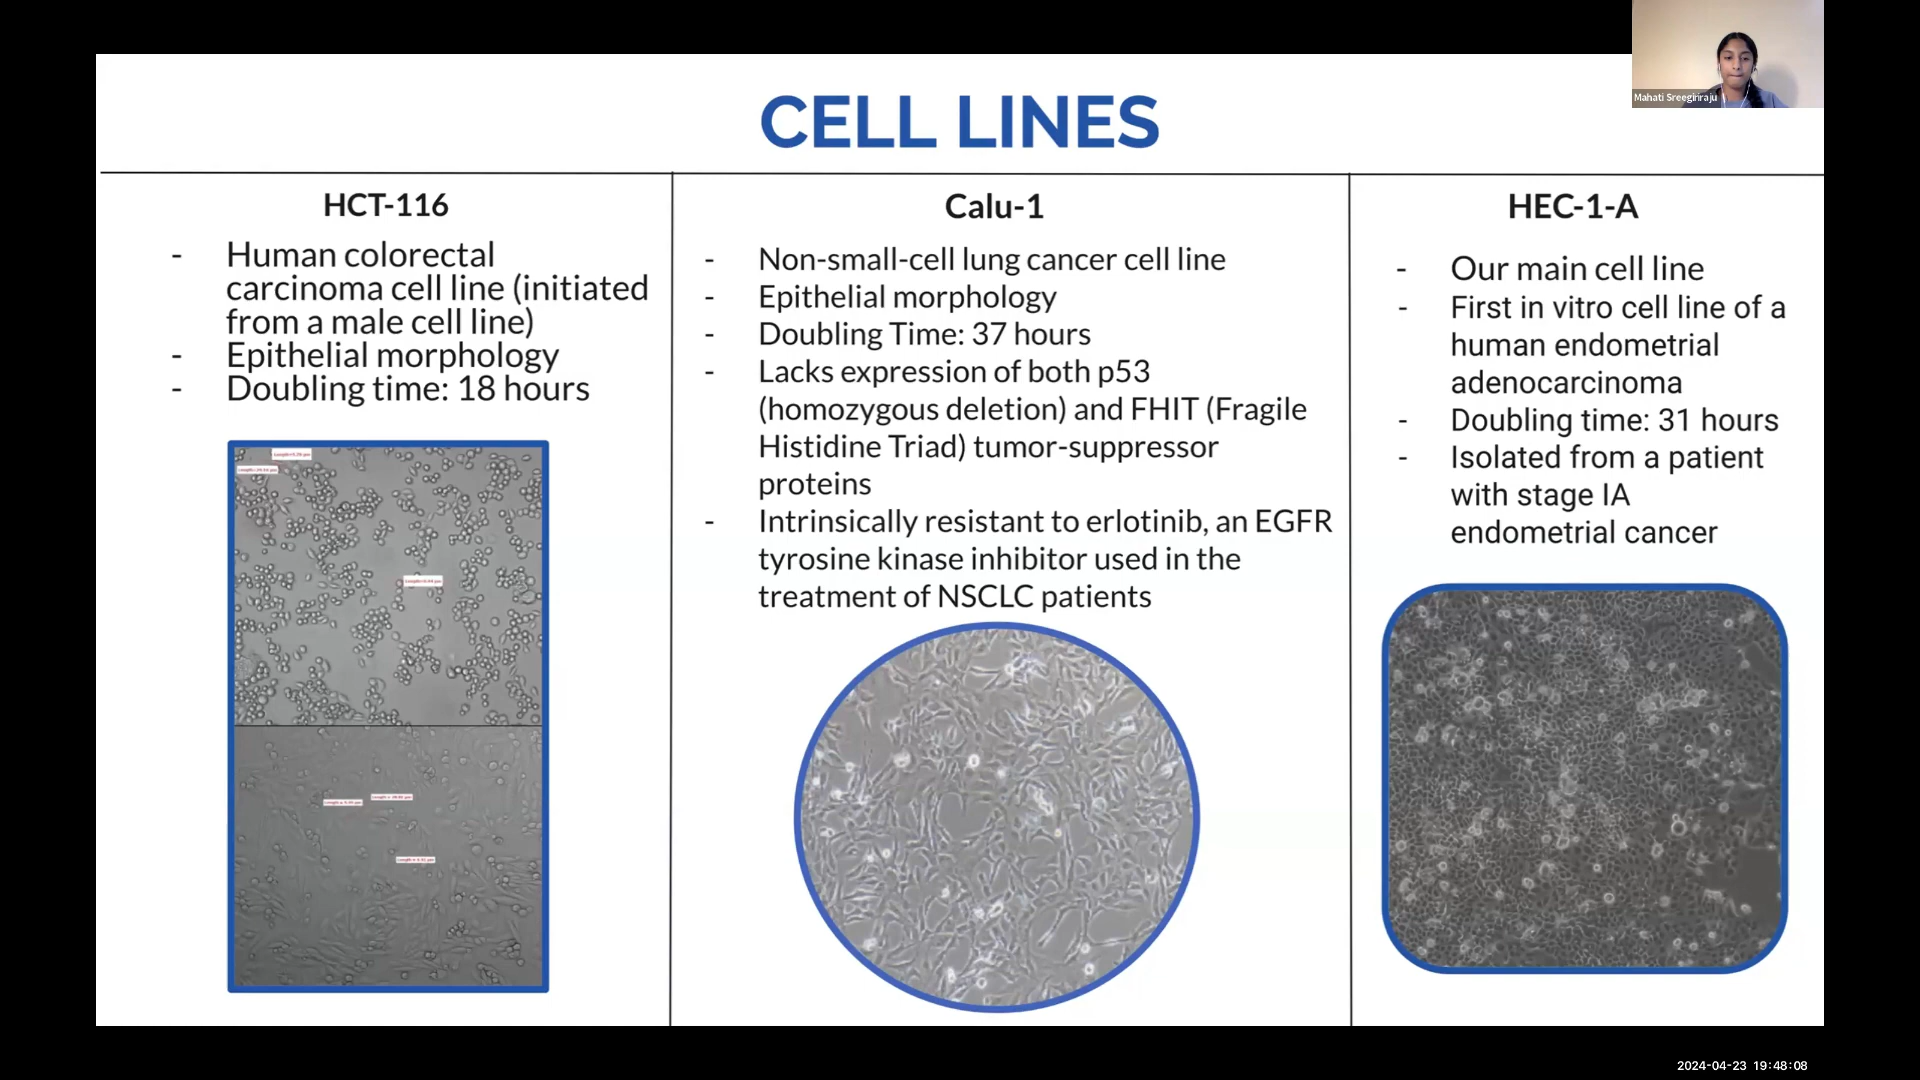 Mahati Sreegiriraju
CELL LINES
HCT-116
- Human colorectal
carcinoma cell line (initiated
from a male cell line)
- Epithelial morphology
- Doubling time: 18 hours
Calu-1
- Non-small-cell lung cancer cell line
- Epithelial morphology
- Doubling Time: 37 hours
- Lacks expression of both p53
(homozygous deletion) and FHIT (Fragile
Histidine Triad) tumor-suppressor
proteins
- Intrinsically resistant to erlotinib, an EGFR
tyrosine kinase inhibitor used in the
treatment of NSCLC patients
HEC-1-A
- Our main cell line
- First in vitro cell line of a
human endometrial
adenocarcinoma
- Doubling time: 31 hours
- Isolated from a patient
with stage IA
endometrial cancer
2024-04-23 19:48:08